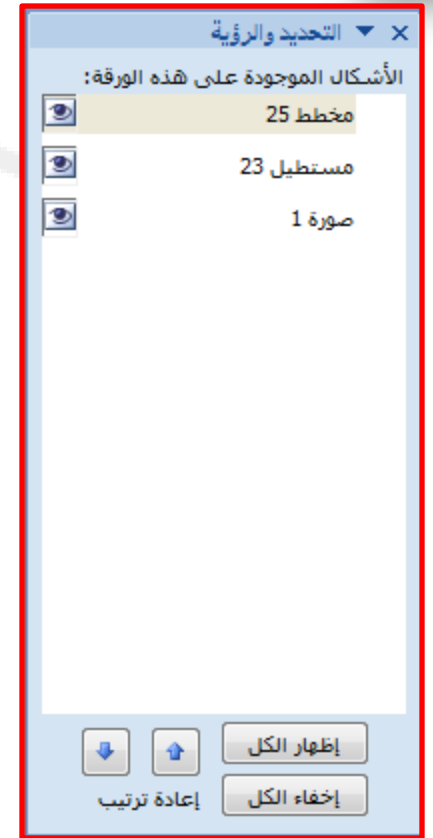 التحديد والرؤية
الأشكال الموجودة على هذه الورقة:
مخطط 25
مستطيل 23
صورة 1
إظهار الكل
إخفاء الكل
إعادة ترتيب